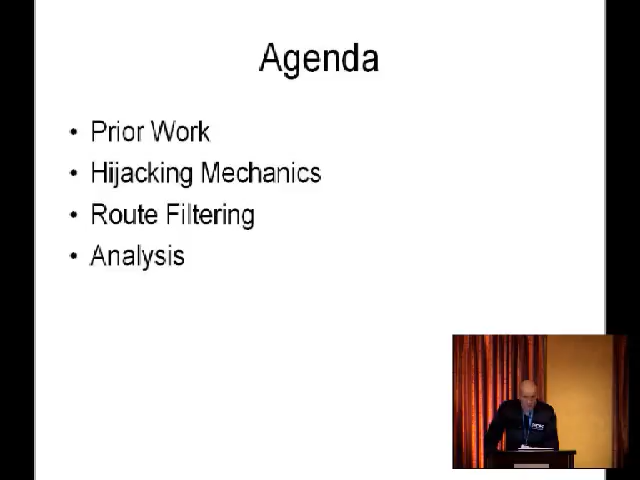 Agenda
• Prior Work
• Hijacking Mechanics
• Route Filtering
• Analysis